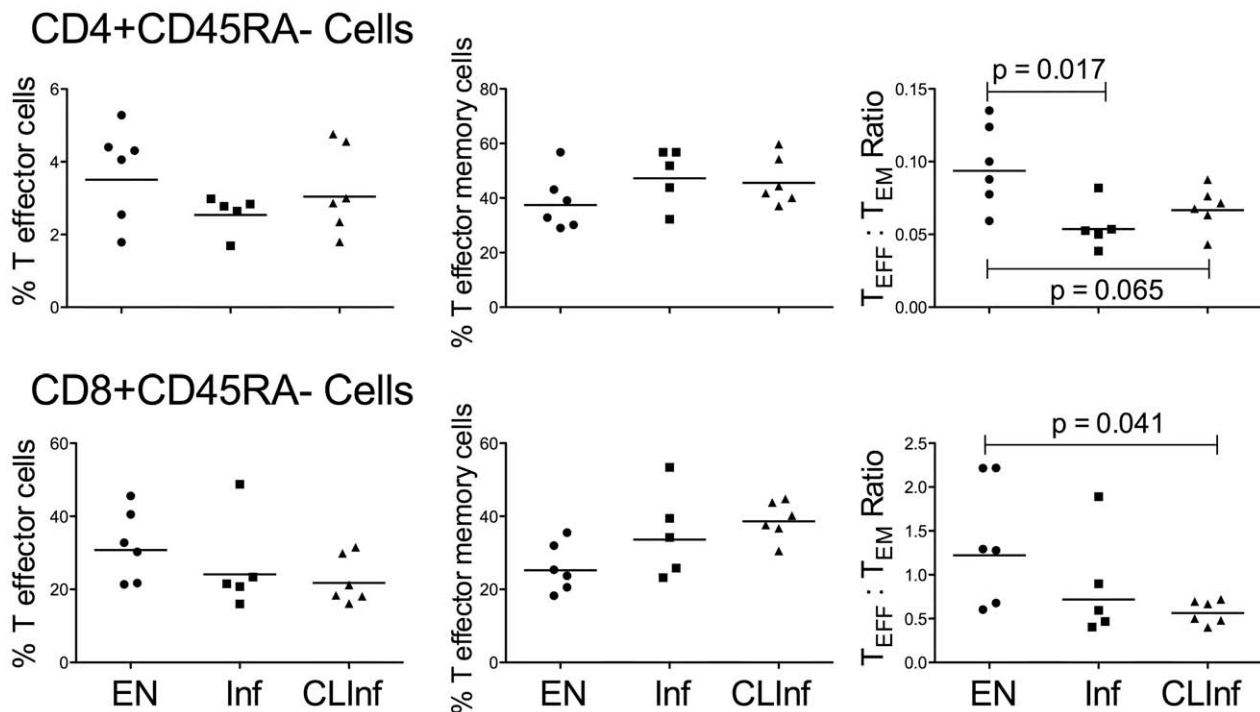 CD4+CD45RA- Cells
% T effector cells
6
4
2
0
% T effector memory cells
80
60
40
20
0
TEFF : TEM Ratio
0.15
0.10
0.05
0.00
p = 0.017
p = 0.065
CD8+CD45RA- Cells
% T effector cells
60
40
20
0
EN Inf CLInf
% T effector memory cells
60
40
20
0
EN Inf CLInf
TEFF : TEM Ratio
2.5
2.0
1.5
1.0
0.5
0.0
p = 0.041
EN Inf CLInf